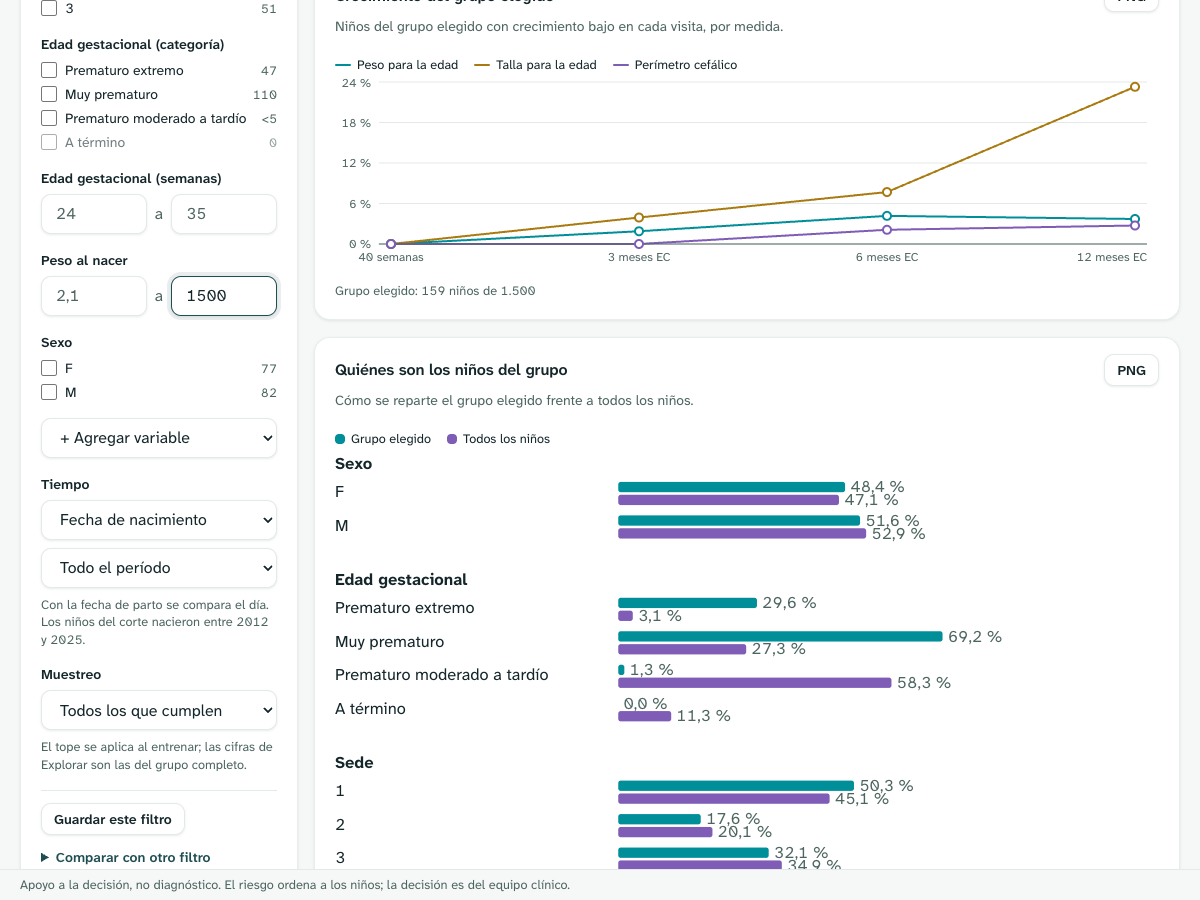 3 51
Edad gestacional (categoría)
Prematuro extremo 47
Muy prematuro 110
Prematuro moderado a tardío <5
A término 0
Edad gestacional (semanas)
24 a 35
Peso al nacer
2,1 a 1500
Sexo
F 77
M 82
+ Agregar variable
Tiempo
Fecha de nacimiento
Todo el período
Con la fecha de parto se compara el día.
Los niños del corte nacieron entre 2012
y 2025.
Muestreo
Todos los que cumplen
El tope se aplica al entrenar; las cifras de
Explorar son las del grupo completo.
Guardar este filtro
Comparar con otro filtro
Niños del grupo elegido con crecimiento bajo en cada visita, por medida.
Peso para la edad Talla para la edad Perímetro cefálico
24 %
18 %
12 %
6 %
0 %
40 semanas 3 meses EC 6 meses EC 12 meses EC
Grupo elegido: 159 niños de 1.500
Quiénes son los niños del grupo PNG
Cómo se reparte el grupo elegido frente a todos los niños.
Grupo elegido Todos los niños
Sexo
F 48,4 %
47,1 %
M 51,6 %
52,9 %
Edad gestacional
Prematuro extremo 29,6 %
3,1 %
Muy prematuro 69,2 %
27,3 %
Prematuro moderado a tardío 1,3 %
58,3 %
A término 0,0 %
11,3 %
Sede
1 50,3 %
45,1 %
2 17,6 %
20,1 %
3 32,1 %
34,9 %
Apoyo a la decisión, no diagnóstico. El riesgo ordena a los niños; la decisión es del equipo clínico.